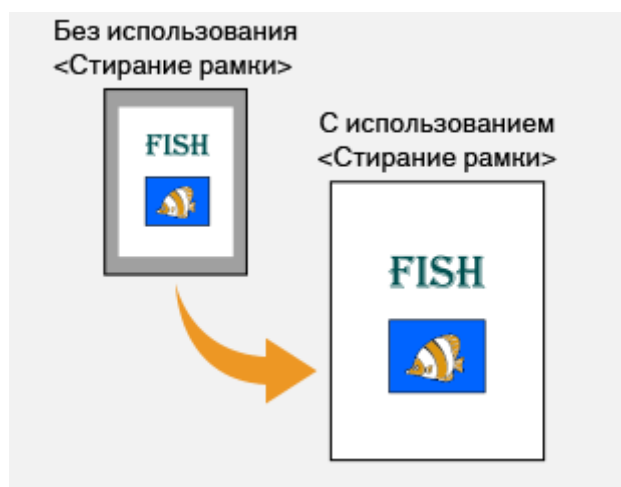 Без использования
<Стирание рамки>
FISH
С использованием
<Стирание рамки>
FISH